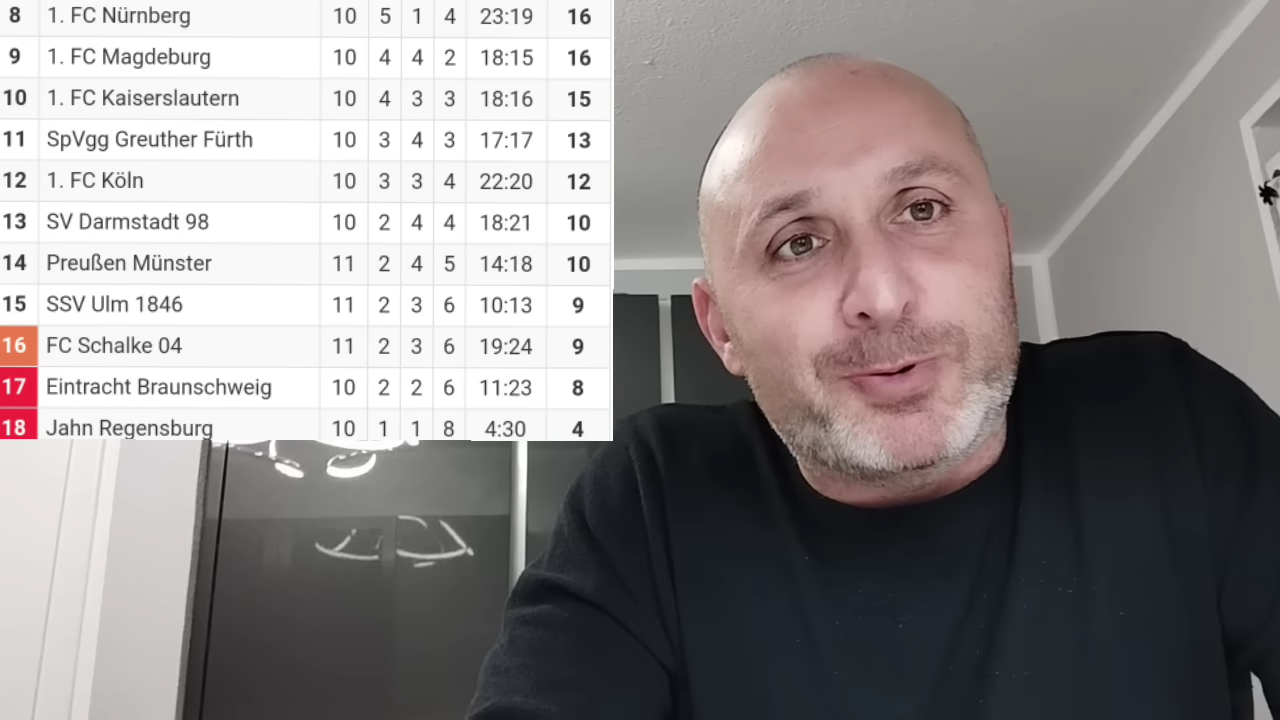 8 1. FC Nürnberg 10 5 1 4 23:19 16
9 1. FC Magdeburg 10 4 4 2 18:15 16
10 1. FC Kaiserslautern 10 4 3 3 18:16 15
11 SpVgg Greuther Fürth 10 3 4 3 17:17 13
12 1. FC Köln 10 3 3 4 22:20 12
13 SV Darmstadt 98 10 2 4 4 18:21 10
14 Preußen Münster 11 2 4 5 14:18 10
15 SSV Ulm 1846 11 2 3 6 10:13 9
16 FC Schalke 04 11 2 3 6 19:24 9
17 Eintracht Braunschweig 10 2 2 6 11:23 8
18 Jahn Regensburg 10 1 1 8 4:30 4